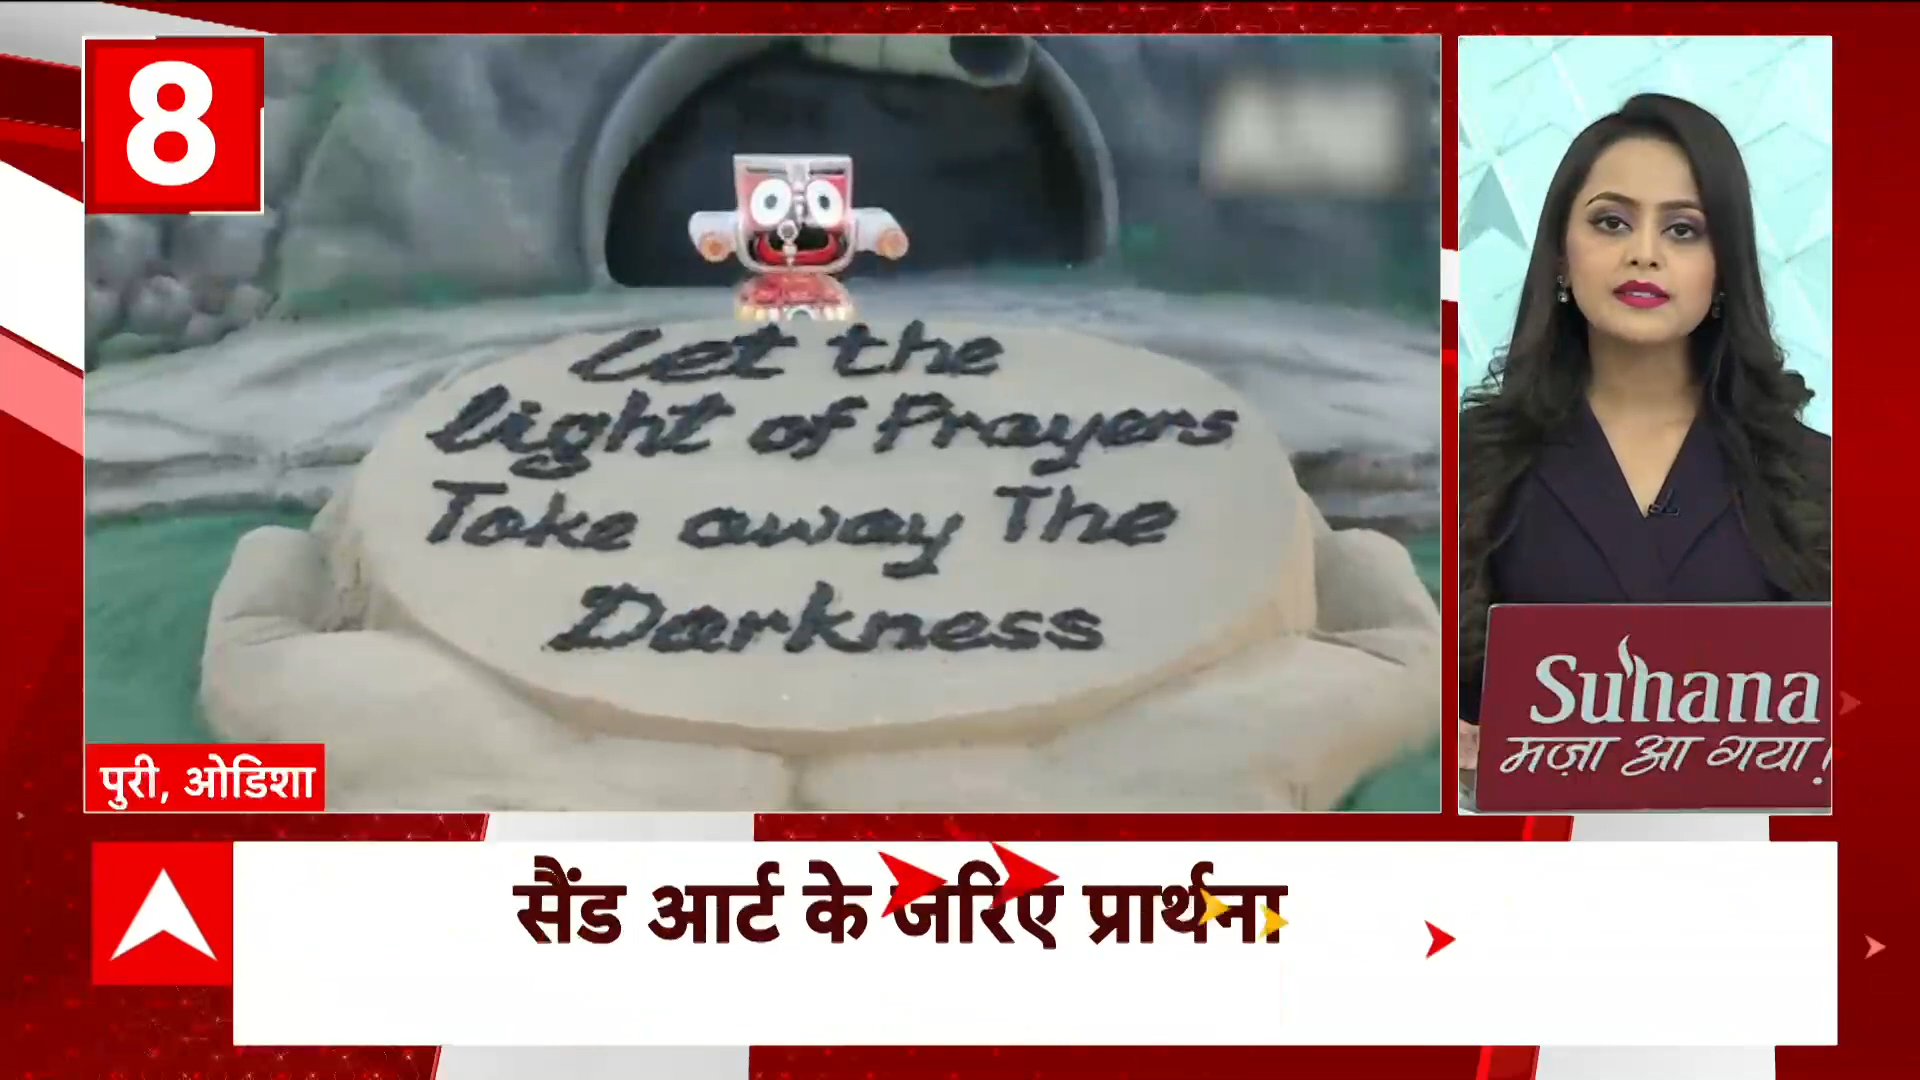 8
Let the
light of Prayers
Take away The
Darkness
पुरी, ओडिशा
Suhana
मज़ा आ गया!
सैंड आर्ट के जरिए प्रार्थना